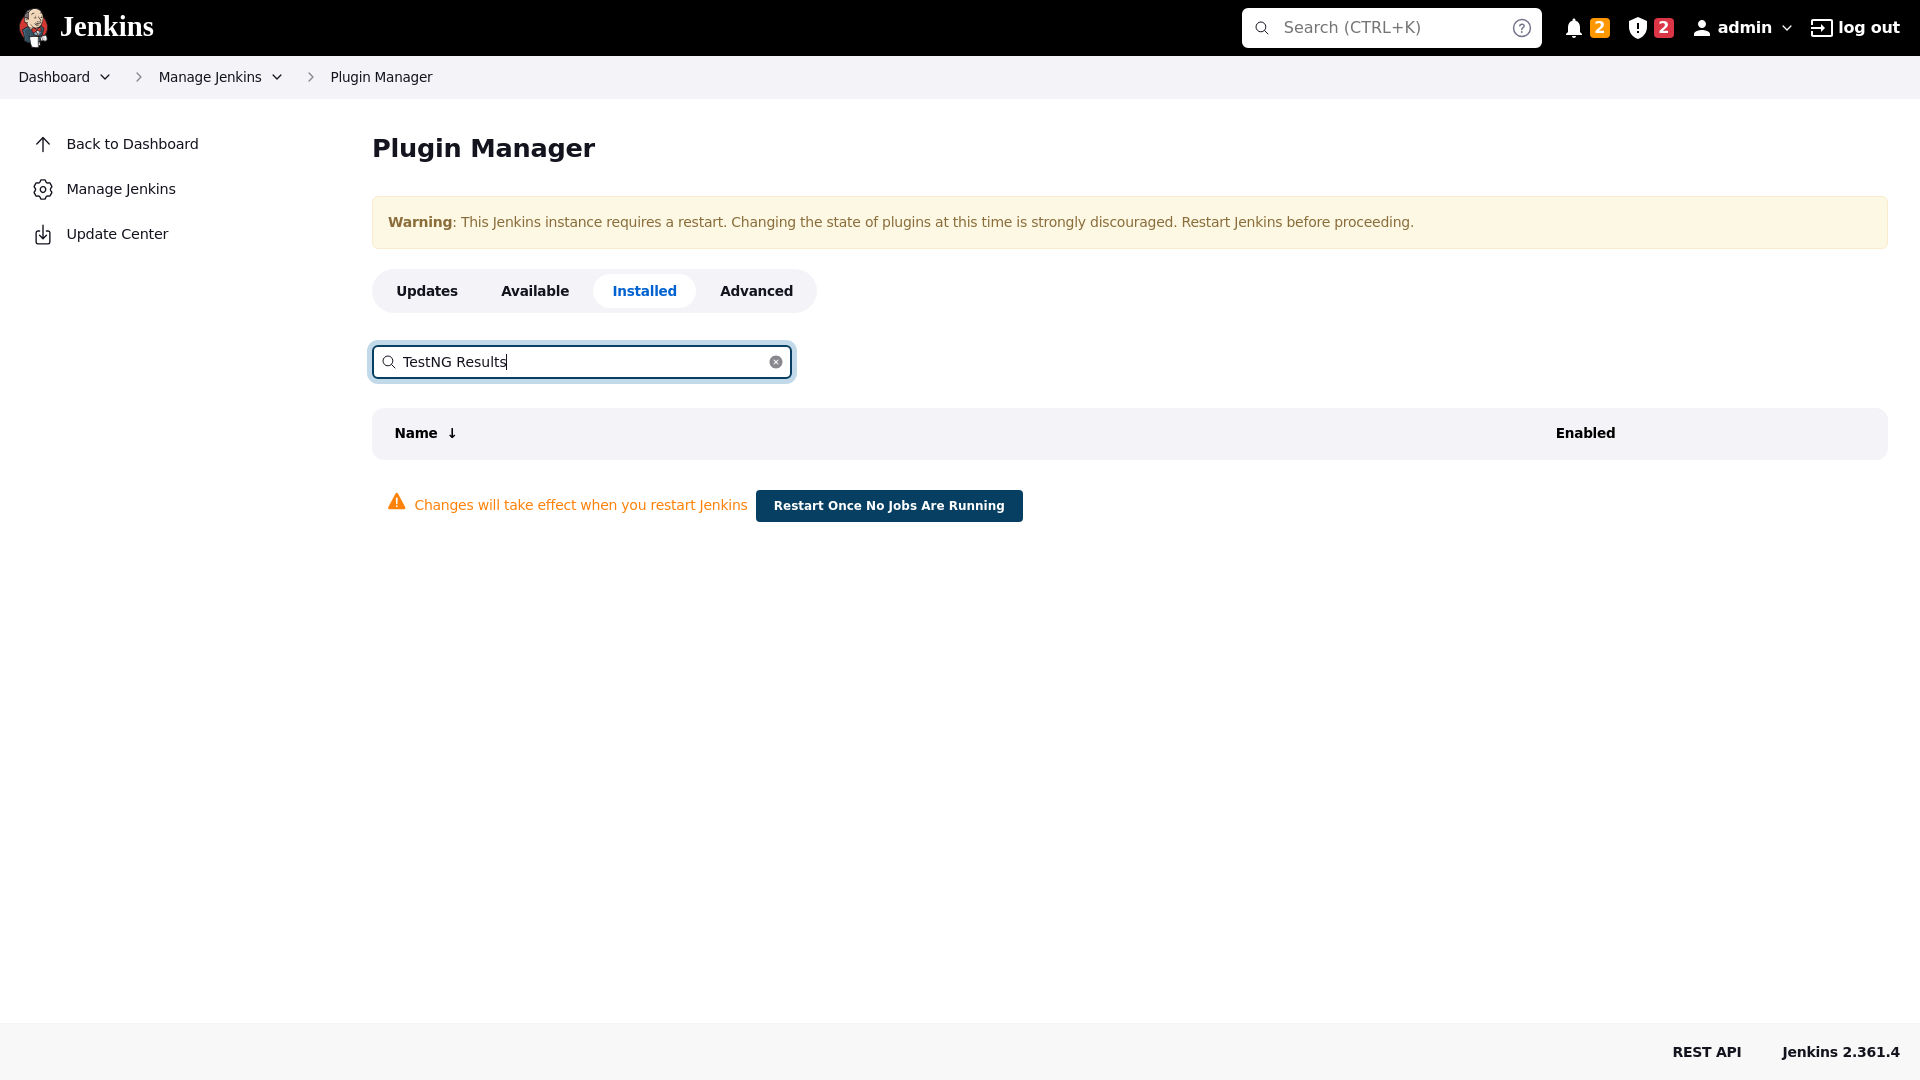 Jenkins
Search (CTRL+K)
2
2
admin
log out
Dashboard
Manage Jenkins
Plugin Manager
Back to Dashboard
Manage Jenkins
Update Center
Plugin Manager
Warning: This Jenkins instance requires a restart. Changing the state of plugins at this time is strongly discouraged. Restart Jenkins before proceeding.
Updates
Available
Installed
Advanced
TestNG Results
Name ↓
Enabled
Changes will take effect when you restart Jenkins
Restart Once No Jobs Are Running
REST API
Jenkins 2.361.4